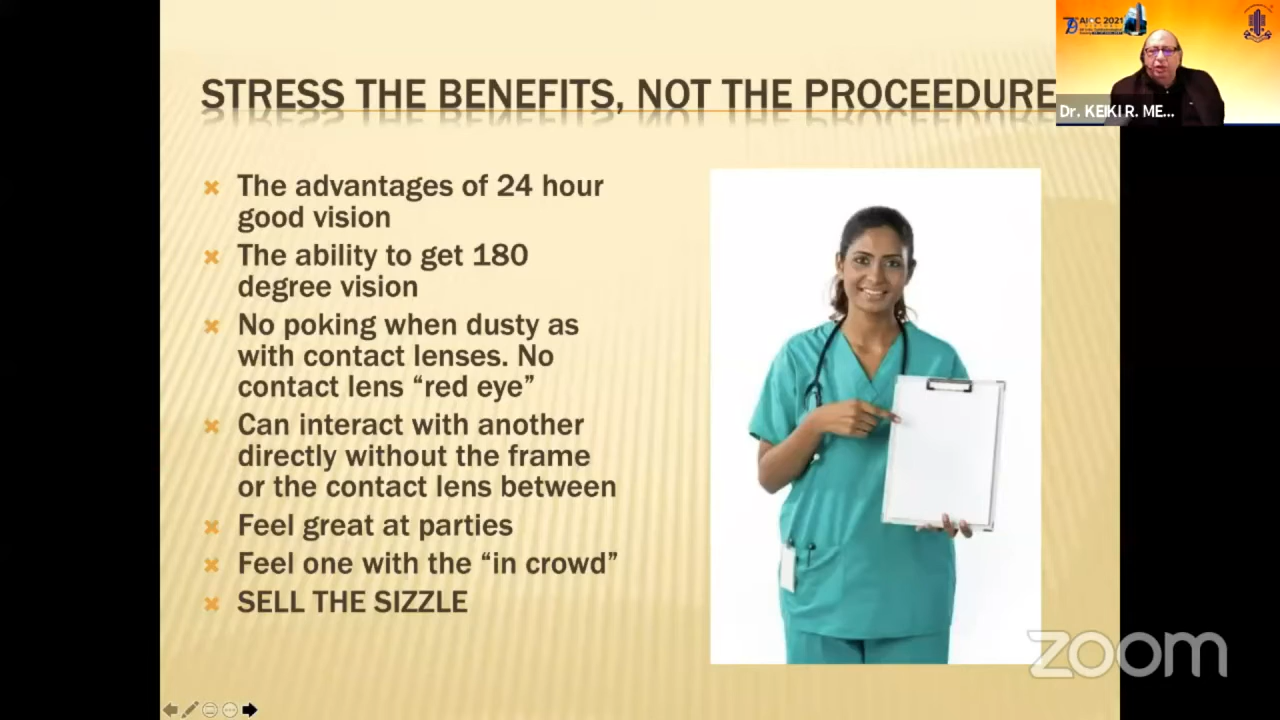 STRESS THE BENEFITS, NOT THE PROCEEDURE
The advantages of 24 hour
good vision
The ability to get 180
degree vision
No poking when dusty as
with contact lenses. No
contact lens “red eye”
Can interact with another
directly without the frame
or the contact lens between
Feel great at parties
Feel one with the “in crowd”
SELL THE SIZZLE
AIOC 2021
Dr. KEIKI R. ME...
zoom